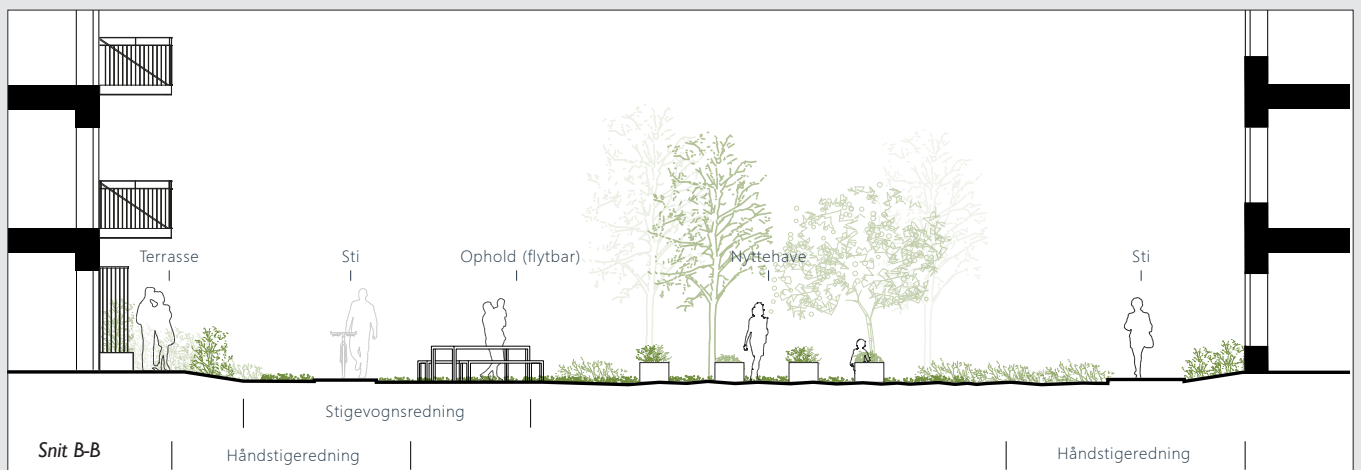 Terrasse
Sti
Ophold (flytbar)
Nyttehave
Sti
Stigevognsredning
Snit B-B
Håndstigeredning
Håndstigeredning